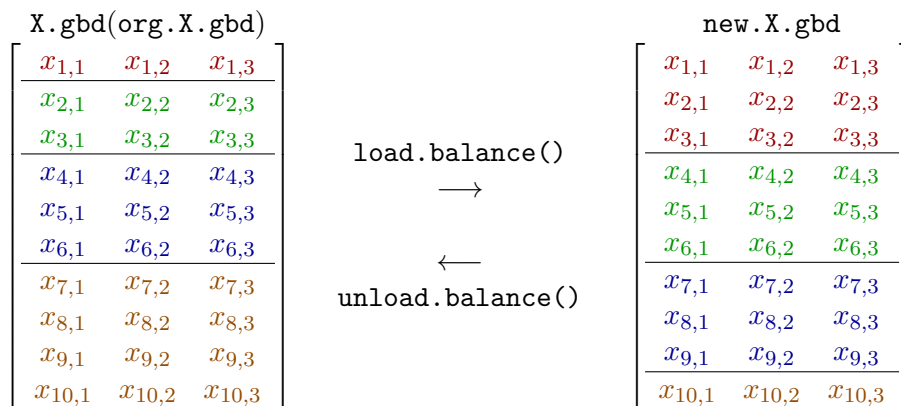 X.gbd(org.X.gbd)
x1,1 x1,2 x1,3
x2,1 x2,2 x2,3
x3,1 x3,2 x3,3
x4,1 x4,2 x4,3
x5,1 x5,2 x5,3
x6,1 x6,2 x6,3
x7,1 x7,2 x7,3
x8,1 x8,2 x8,3
x9,1 x9,2 x9,3
x10,1 x10,2 x10,3
load.balance()
⟶
⟵
unload.balance()
new.X.gbd
x1,1 x1,2 x1,3
x2,1 x2,2 x2,3
x3,1 x3,2 x3,3
x4,1 x4,2 x4,3
x5,1 x5,2 x5,3
x6,1 x6,2 x6,3
x7,1 x7,2 x7,3
x8,1 x8,2 x8,3
x9,1 x9,2 x9,3
x10,1 x10,2 x10,3